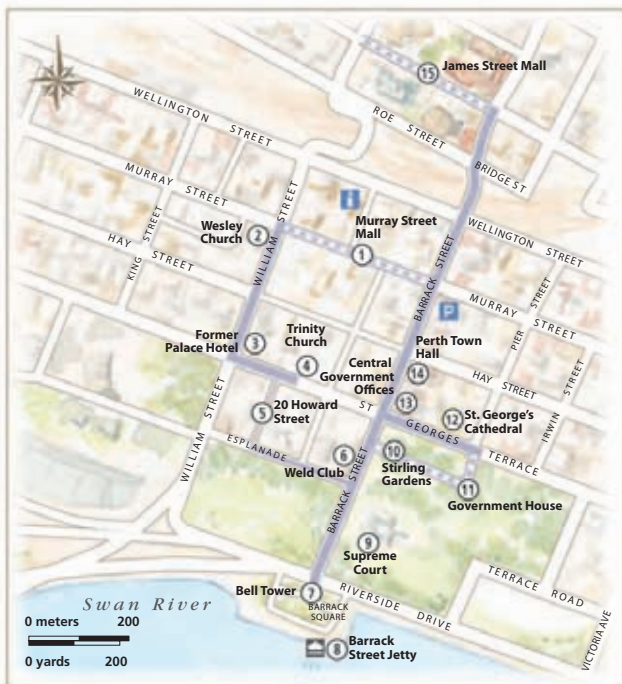 James Street Mall
15
ROE STREET
BRIDGE ST
WELLINGTON STREET
MURRAY STREET
HAY STREET
KING STREET
WILLIAM STREET
Wesley
Church
2
i
Murray Street
Mall
1
BARRACK STREET
WELLINGTON STREET
MURRAY STREET
P
PIER STREET
IRWIN STREET
Former
Palace Hotel
3
Trinity
Church
4
Perth Town
Hall
14
Central
Government
Offices
13
HAY STREET
ST GEORGES TERRACE
5
20 Howard
Street
12
St. George's
Cathedral
WILLIAM STREET
ESPLANADE
6
Weld Club
BARRACK STREET
10
Stirling
Gardens
11
Government House
9
Supreme
Court
Bell Tower
7
BARRACK
SQUARE
RIVERSIDE DRIVE
TERRACE ROAD
VICTORIA AVE
Swan River
8
Barrack
Street Jetty
0 meters 200
0 yards 200